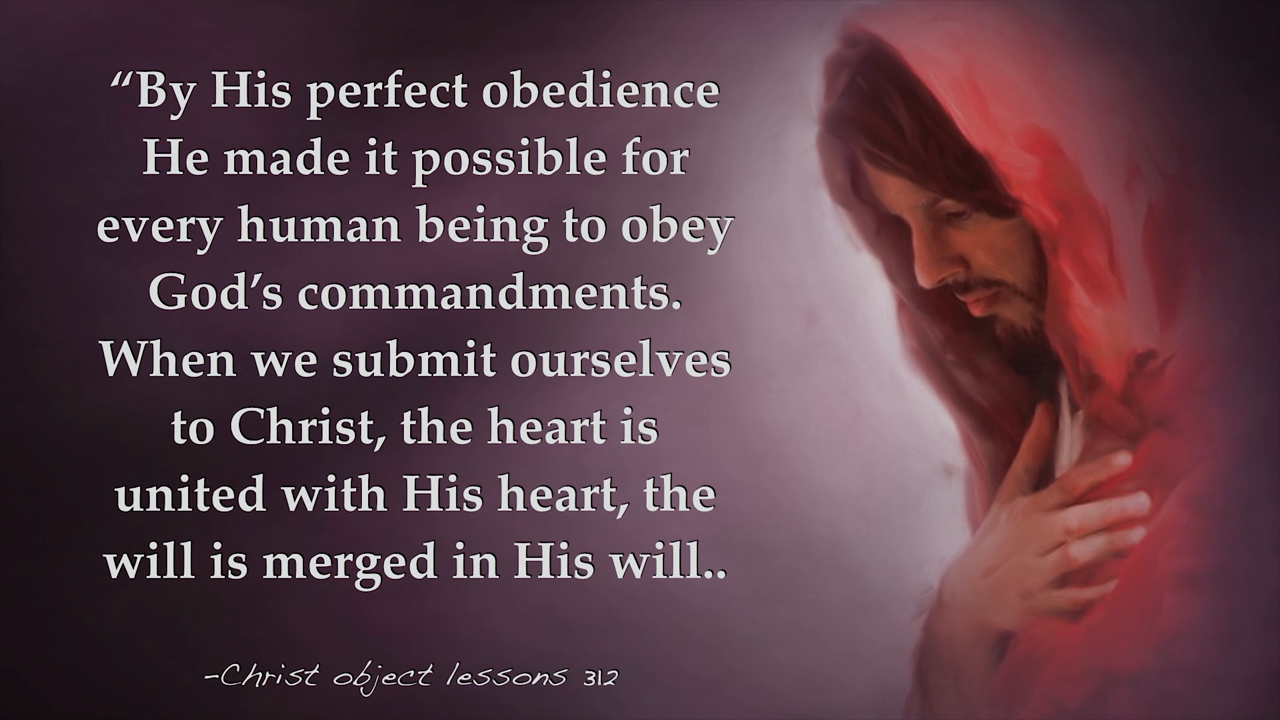 “By His perfect obedience
He made it possible for
every human being to obey
God’s commandments.
When we submit ourselves
to Christ, the heart is
united with His heart, the
will is merged in His will..
-Christ object lessons 312